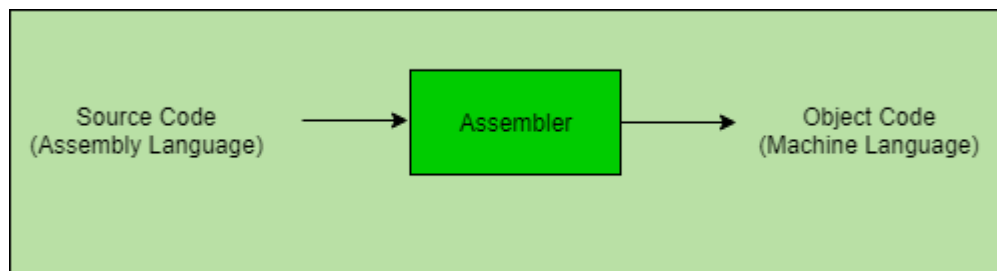 Source Code
(Assembly Language)
Assembler
Object Code
(Machine Language)